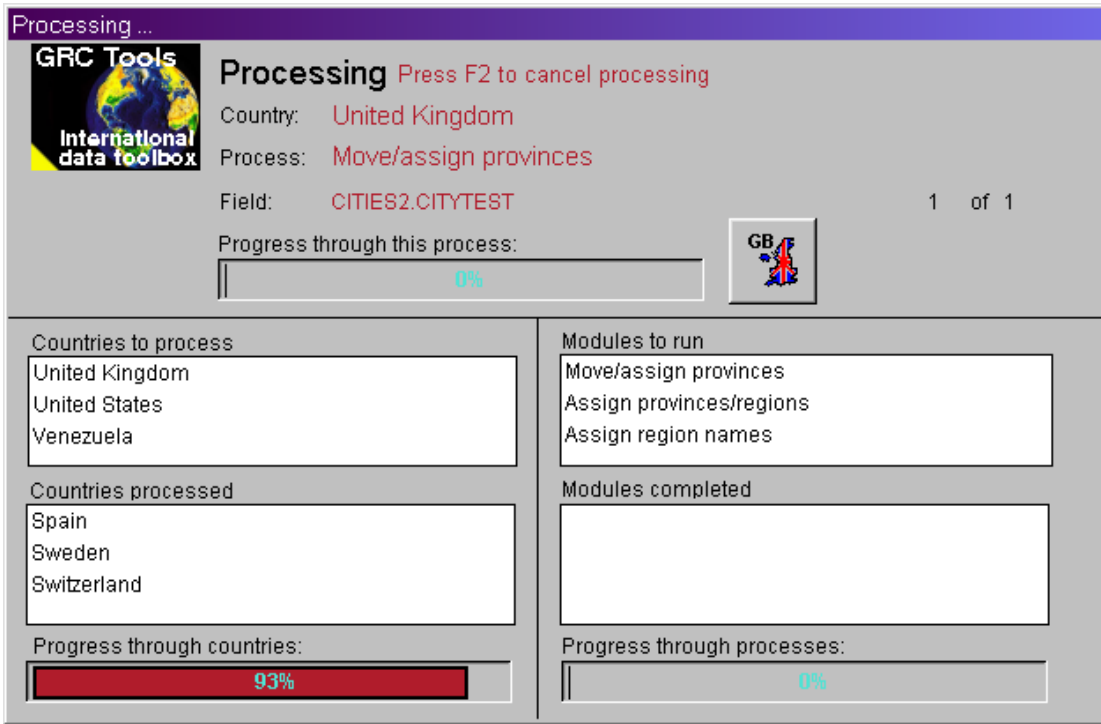 Processing ...
GRC Tools
International
data toolbox
Processing Press F2 to cancel processing
Country: United Kingdom
Process: Move/assign provinces
Field: CITIES2.CITYTEST 1 of 1
Progress through this process:
0%
GB
Countries to process
United Kingdom
United States
Venezuela
Countries processed
Spain
Sweden
Switzerland
Progress through countries:
93%
Modules to run
Move/assign provinces
Assign provinces/regions
Assign region names
Modules completed
Progress through processes:
0%